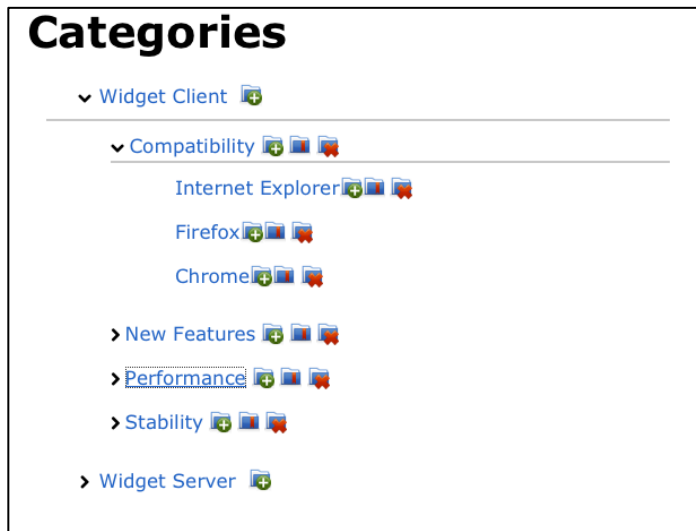 Categories
Widget Client
Compatibility
Internet Explorer
Firefox
Chrome
New Features
Performance
Stability
Widget Server